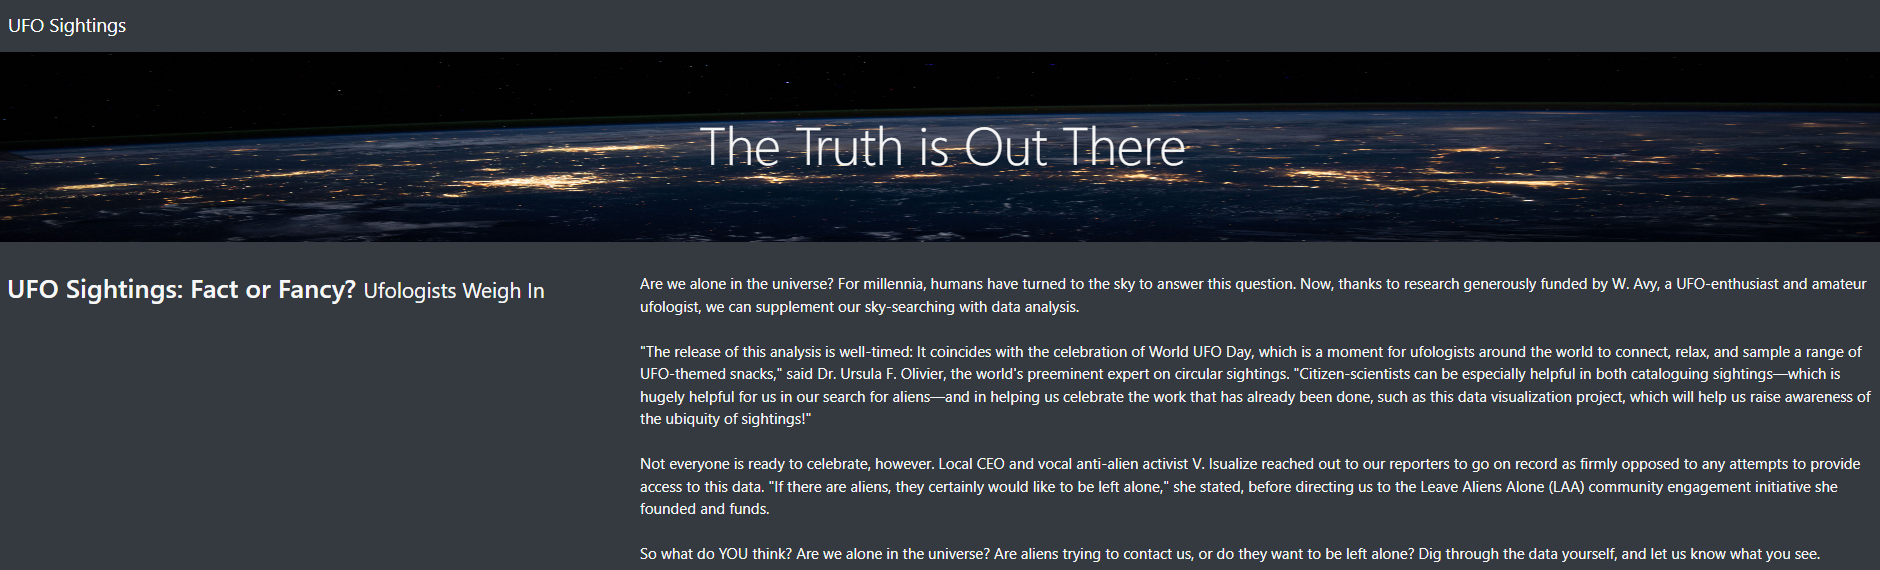 UFO Sightings
The Truth is Out There
UFO Sightings: Fact or Fancy? Ufologists Weigh In
Are we alone in the universe? For millennia, humans have turned to the sky to answer this question. Now, thanks to research generously funded by W. Avy, a UFO-enthusiast and amateur
ufologist, we can supplement our sky-searching with data analysis.
"The release of this analysis is well-timed: It coincides with the celebration of World UFO Day, which is a moment for ufologists around the world to connect, relax, and sample a range of
UFO-themed snacks," said Dr. Ursula F. Olivier, the world's preeminent expert on circular sightings. "Citizen-scientists can be especially helpful in both cataloguing sightings—which is
hugely helpful for us in our search for aliens—and in helping us celebrate the work that has already been done, such as this data visualization project, which will help us raise awareness of
the ubiquity of sightings!"
Not everyone is ready to celebrate, however. Local CEO and vocal anti-alien activist V. Isualize reached out to our reporters to go on record as firmly opposed to any attempts to provide
access to this data. "If there are aliens, they certainly would like to be left alone," she stated, before directing us to the Leave Aliens Alone (LAA) community engagement initiative she
founded and funds.
So what do YOU think? Are we alone in the universe? Are aliens trying to contact us, or do they want to be left alone? Dig through the data yourself, and let us know what you see.